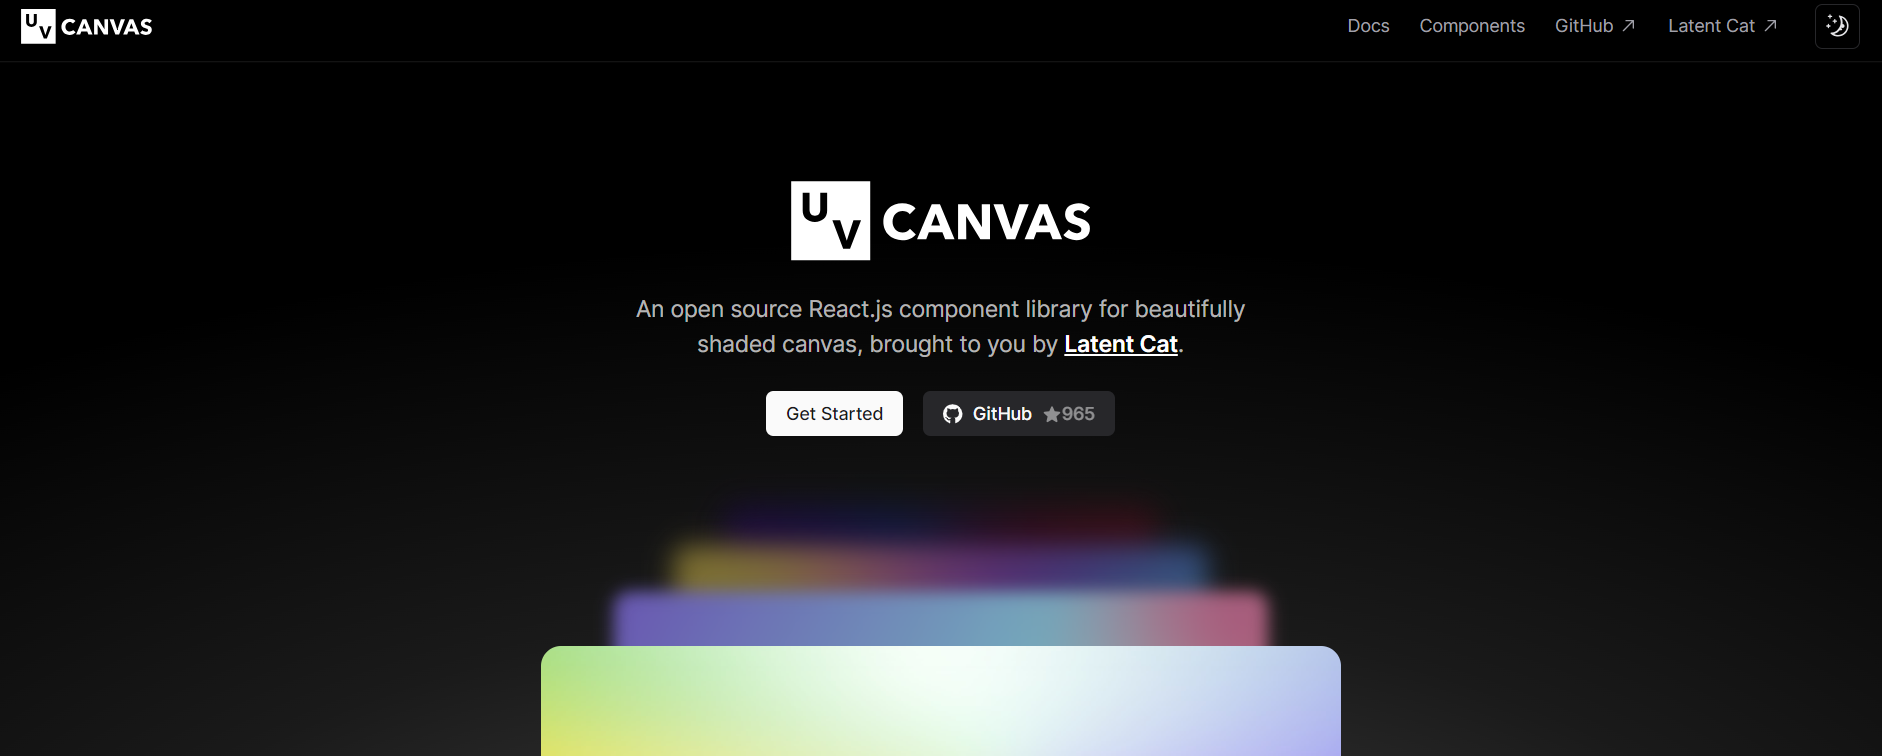 UV CANVAS
Docs
Components
GitHub
Latent Cat
UV CANVAS
An open source React.js component library for beautifully
shaded canvas, brought to you by Latent Cat.
Get Started
GitHub ★965